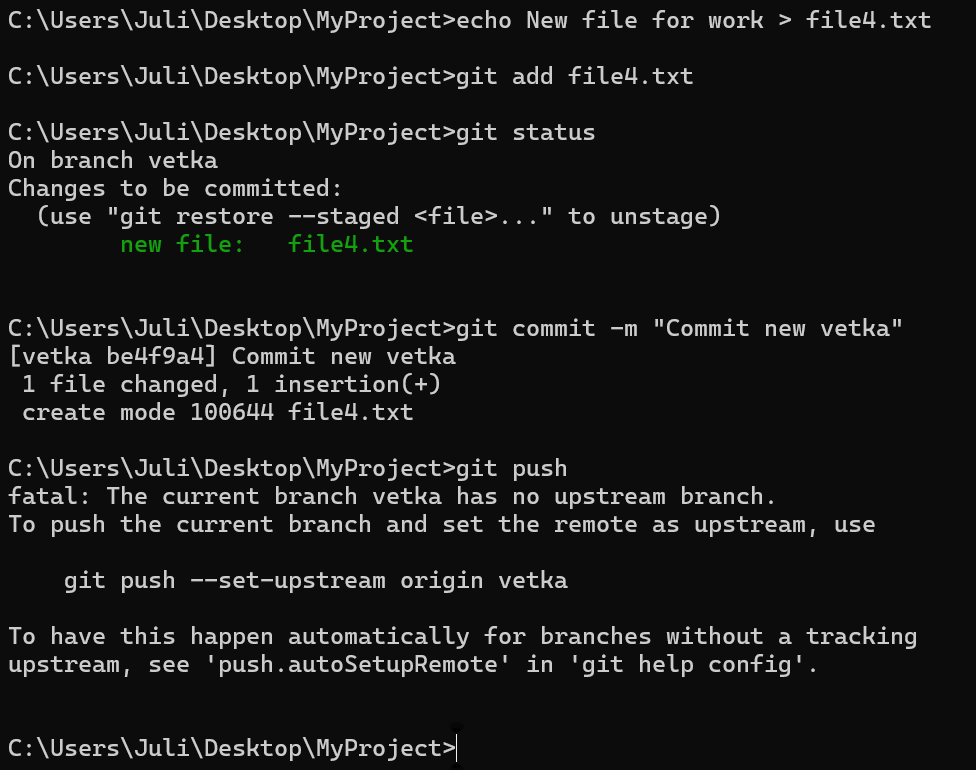 C:\Users\Juli\Desktop\MyProject>echo New file for work > file4.txt
C:\Users\Juli\Desktop\MyProject>git add file4.txt
C:\Users\Juli\Desktop\MyProject>git status
On branch vetka
Changes to be committed:
  (use "git restore --staged <file>..." to unstage)
        new file:   file4.txt
C:\Users\Juli\Desktop\MyProject>git commit -m "Commit new vetka"
[vetka be4f9a4] Commit new vetka
 1 file changed, 1 insertion(+)
 create mode 100644 file4.txt
C:\Users\Juli\Desktop\MyProject>git push
fatal: The current branch vetka has no upstream branch.
To push the current branch and set the remote as upstream, use
    git push --set-upstream origin vetka
To have this happen automatically for branches without a tracking
upstream, see 'push.autoSetupRemote' in 'git help config'.
C:\Users\Juli\Desktop\MyProject>